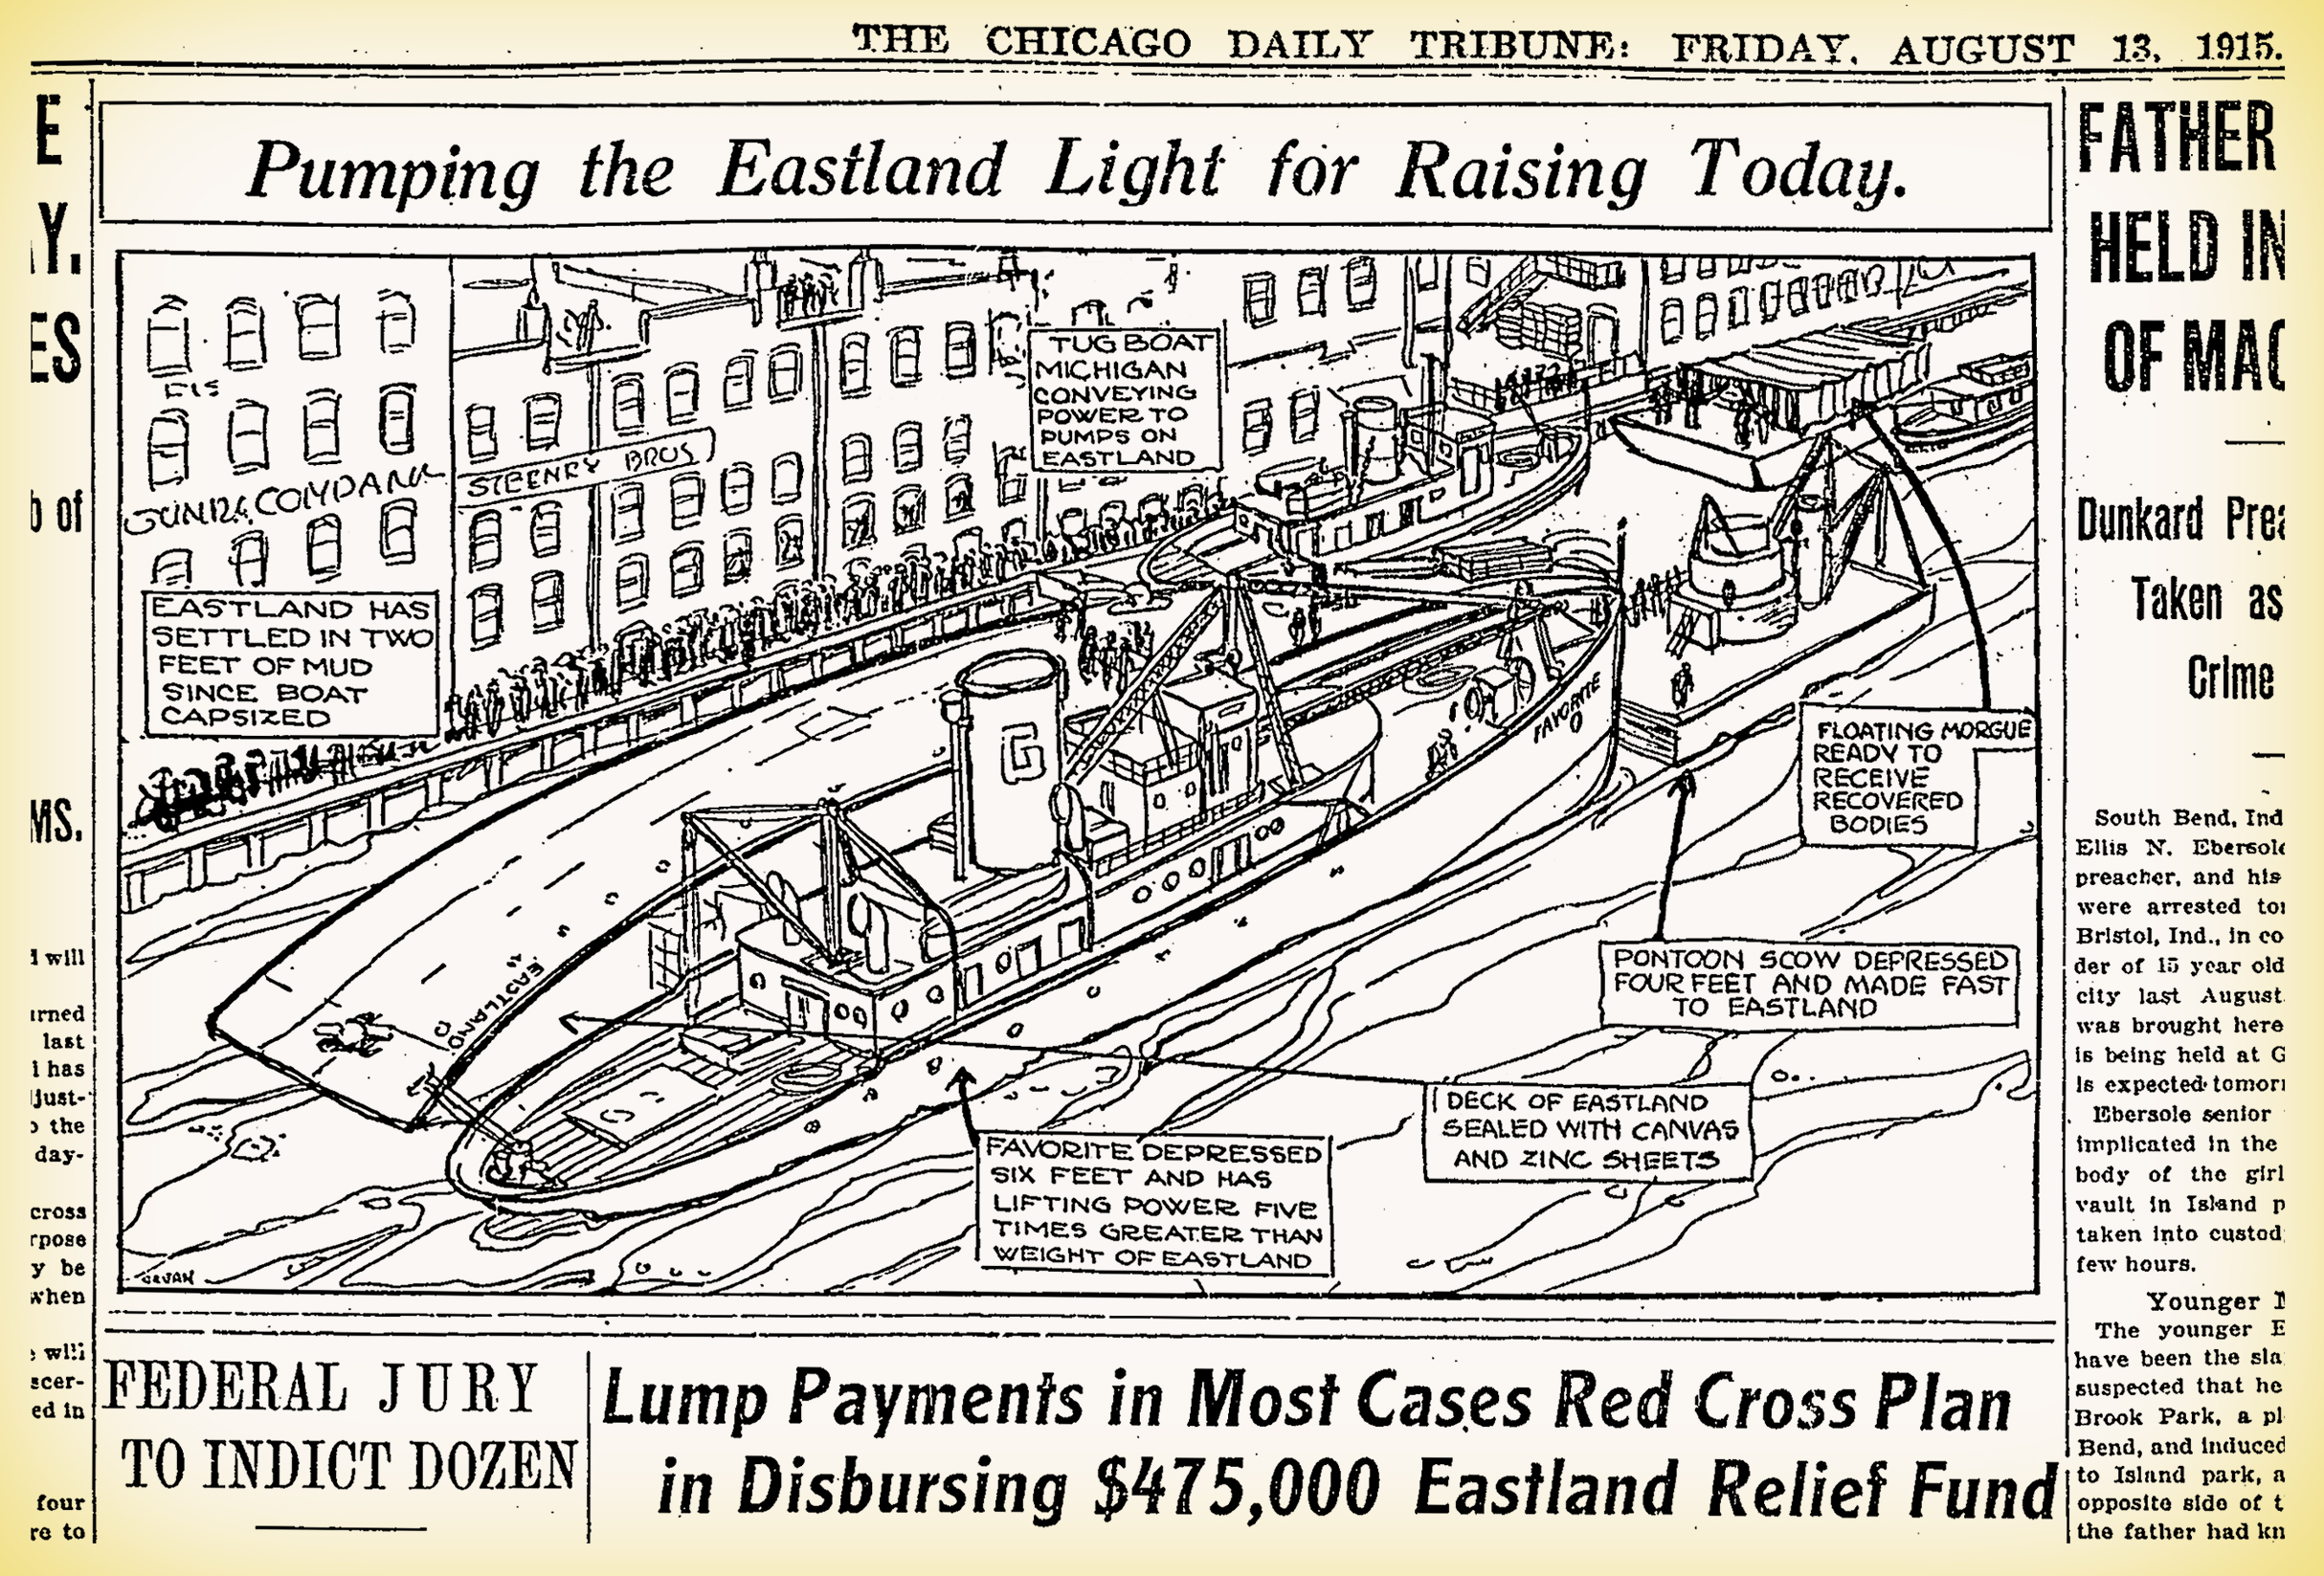 THE CHICAGO DAILY TRIBUNE: FRIDAY, AUGUST 13, 1915.
E
Y.
ES
of
MS.
will
last
has
the
day-
cross
y be
when
ed in
four
re to
Pumping the Eastland Light for Raising Today.
TUG BOAT
MICHIGAN
CONVEYING
POWER TO
PUMPS ON
EASTLAND
COMPANY
BROS
EASTLAND HAS
SETTLED IN TWO
FEET OF MUD
SINCE BOAT
CAPSIZED
G
FAVORITE
EASTLAND
FLOATING MORGUE
READY TO
RECEIVE
RECOVERED
BODIES
PONTOON SCOW DEPRESSED
FOUR FEET AND MADE FAST
TO EASTLAND
DECK OF EASTLAND
SEALED WITH CANVAS
AND ZINC SHEETS
FAVORITE DEPRESSED
SIX FEET AND HAS
LIFTING POWER FIVE
TIMES GREATER THAN
WEIGHT OF EASTLAND
FEDERAL JURY
TO INDICT DOZEN
Lump Payments in Most Cases Red Cross Plan
in Disbursing $475,000 Eastland Relief Fund
FATHER
HELD IN
OF MAC
Dunkard Prea
Taken as
Crime
South Bend, Ind
Ellis N. Ebersole
preacher, and his
were arrested to
Bristol, Ind., in co
der of 15 year old
city last August.
was brought here
is being held at G
is expected tomorr
Ebersole senior
implicated in the
body of the girl
vault in Island p
taken into custod
few hours.
Younger
The younger E
have been the sla
suspected that he
Brook Park, a pl
Bend, and induced
to Island park, a
opposite side of t
the father had kn